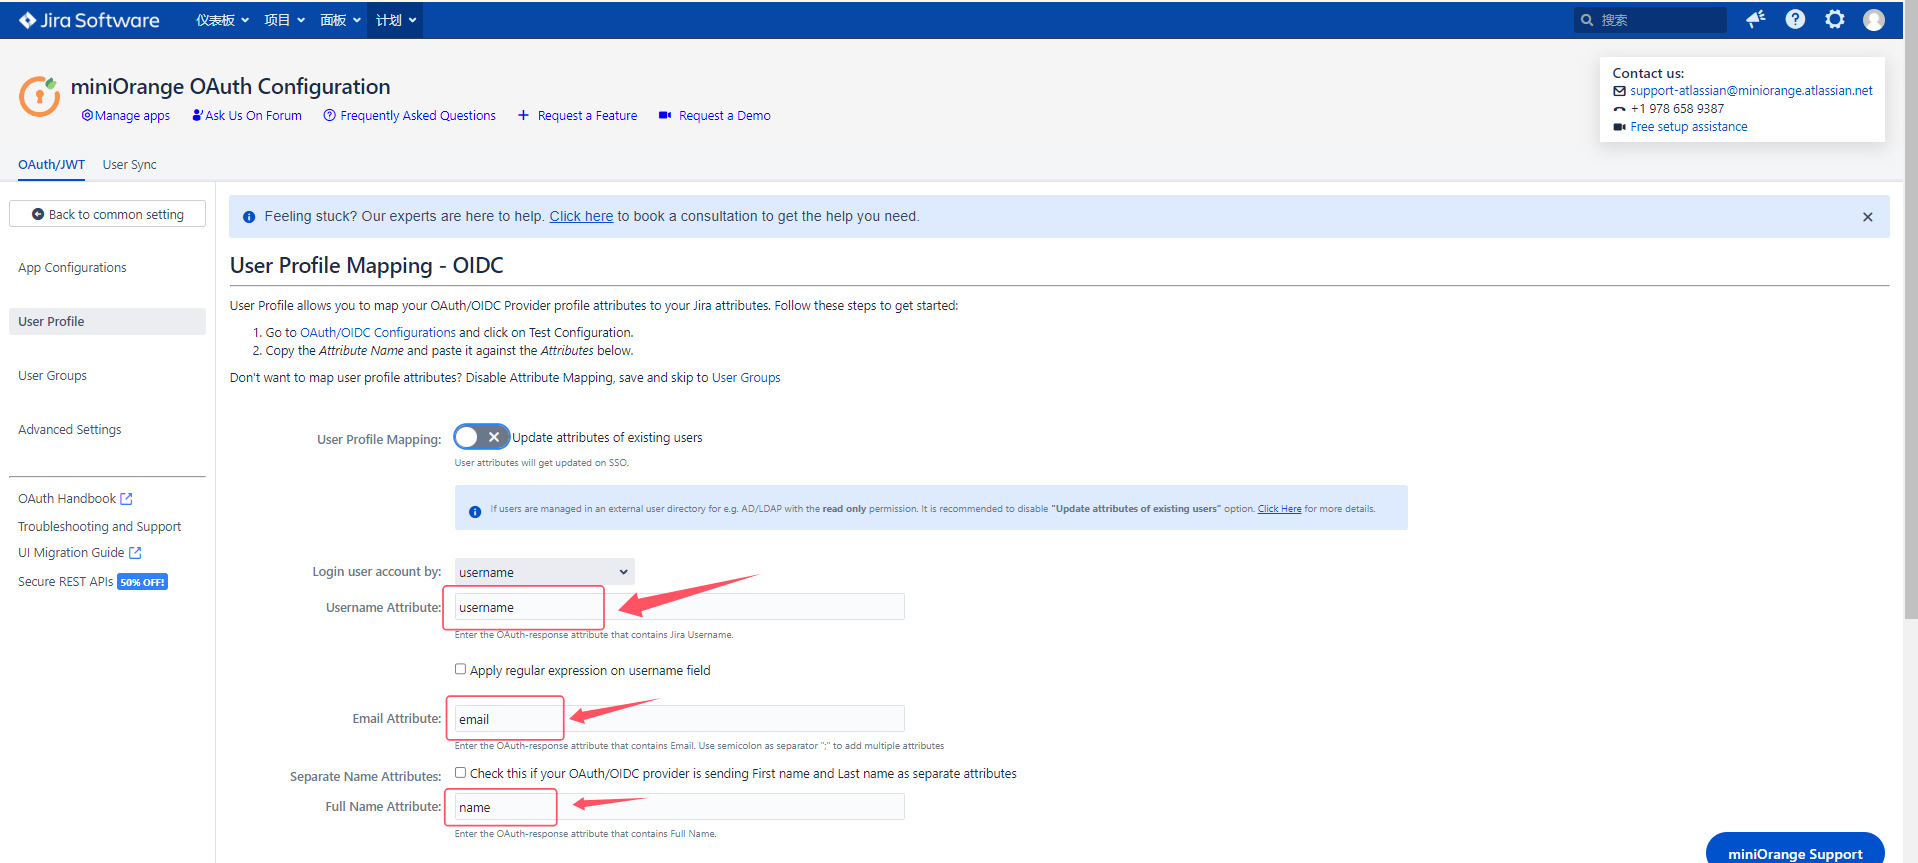 Jira Software 仪表板 项目 面板 计划 搜索
miniOrange OAuth Configuration
Manage apps Ask Us On Forum Frequently Asked Questions Request a Feature Request a Demo
Contact us:
support-atlassian@miniorange.atlassian.net
+1 978 658 9387
Free setup assistance
OAuth/JWT User Sync
Back to common setting
App Configurations
User Profile
User Groups
Advanced Settings
OAuth Handbook
Troubleshooting and Support
UI Migration Guide
Secure REST APIs 50% OFF!
Feeling stuck? Our experts are here to help. Click here to book a consultation to get the help you need.
User Profile Mapping - OIDC
User Profile allows you to map your OAuth/OIDC Provider profile attributes to your Jira attributes. Follow these steps to get started:
1. Go to OAuth/OIDC Configurations and click on Test Configuration.
2. Copy the Attribute Name and paste it against the Attributes below.
Don't want to map user profile attributes? Disable Attribute Mapping, save and skip to User Groups
User Profile Mapping: Update attributes of existing users
User attributes will get updated on SSO.
If users are managed in an external user directory for e.g. AD/LDAP with the read only permission. It is recommended to disable "Update attributes of existing users" option. Click Here for more details.
Login user account by: username
Username Attribute: username
Enter the OAuth-response attribute that contains Jira Username.
Apply regular expression on username field
Email Attribute: email
Enter the OAuth-response attribute that contains Email. Use semicolon as separator ";" to add multiple attributes
Separate Name Attributes: Check this if your OAuth/OIDC provider is sending First name and Last name as separate attributes
Full Name Attribute: name
Enter the OAuth-response attribute that contains Full Name.
miniOrange Support